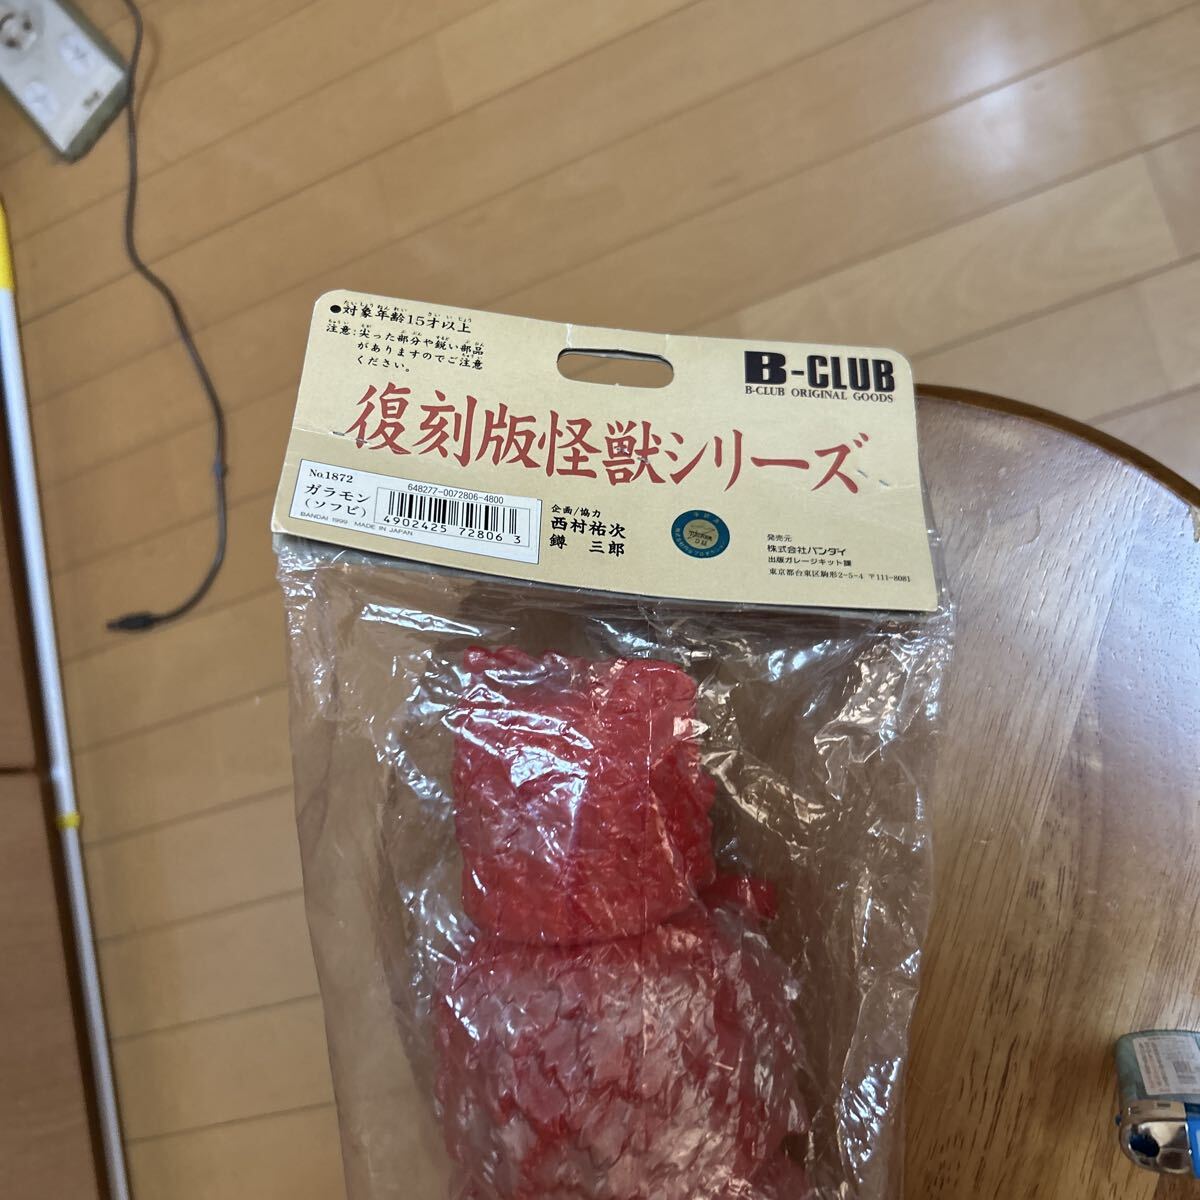 ●対象年齢15才以上
注意:尖った部分や鋭い部品
がありますのでご注意
ください。
B-CLUB
B-CLUB ORIGINAL GOODS
復刻版怪獣シリーズ
No.1872
ガラモン
(ソフビ)
BANDAI 1999 MADE IN JAPAN
648277-0072806-4800
4902425 728063
企画/協力
西村祐次
鐏 三郎
発売元
株式会社バンダイ
出版ガレージキット課
東京都台東区駒形2-5-4 〒111-8081